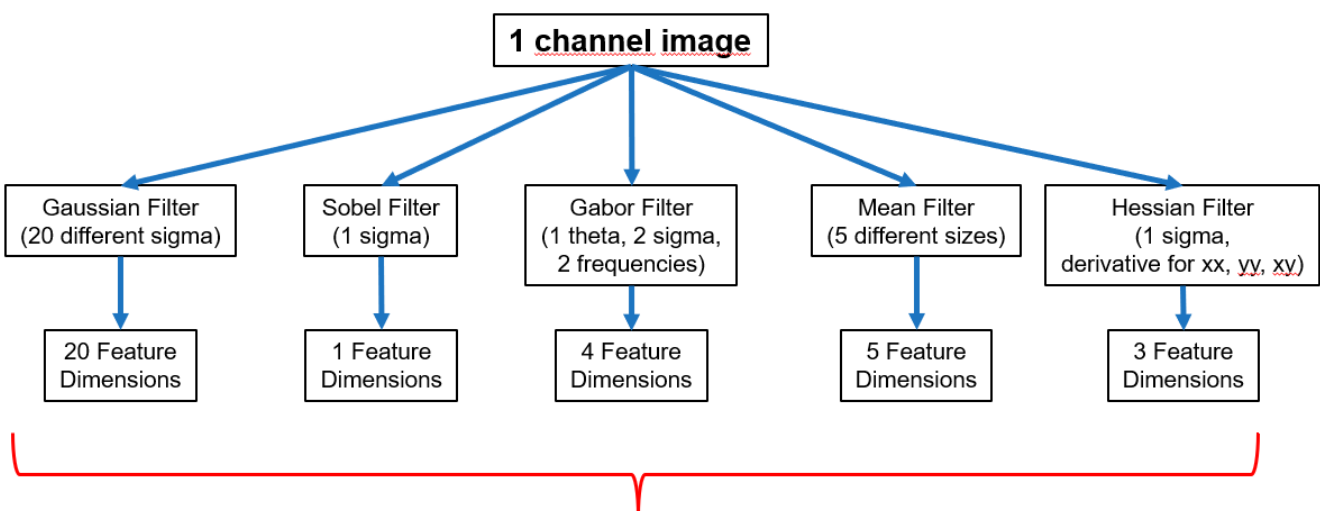 1 channel image
Gaussian Filter
(20 different sigma)
Sobel Filter
(1 sigma)
Gabor Filter
(1 theta, 2 sigma,
2 frequencies)
Mean Filter
(5 different sizes)
Hessian Filter
(1 sigma,
derivative for xx, yy, xy)
20 Feature
Dimensions
1 Feature
Dimensions
4 Feature
Dimensions
5 Feature
Dimensions
3 Feature
Dimensions